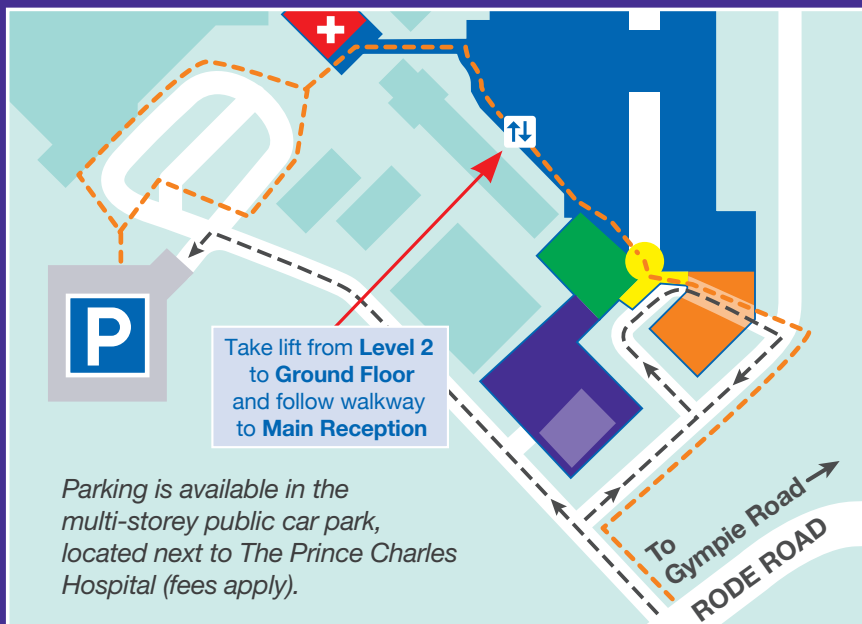 P
Take lift from Level 2
to Ground Floor
and follow walkway
to Main Reception
Parking is available in the
multi-storey public car park,
located next to The Prince Charles
Hospital (fees apply).
To
Gympie Road
RODE ROAD